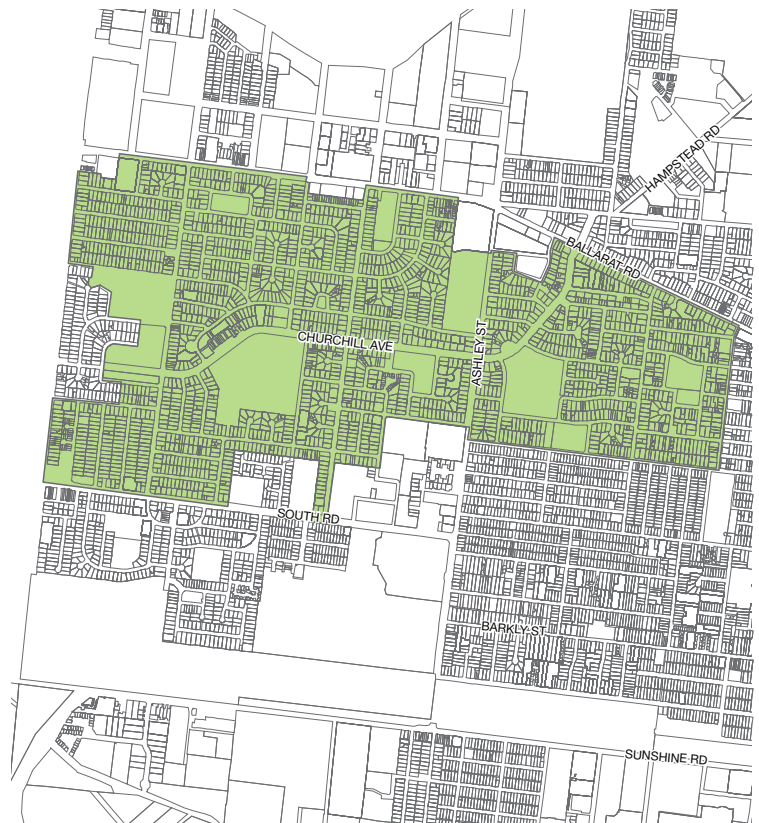 HAMPSTEAD RD
BALLARAT RD
CHURCHILL AVE
ASHLEY ST
SOUTH RD
BARKLY ST
SUNSHINE RD